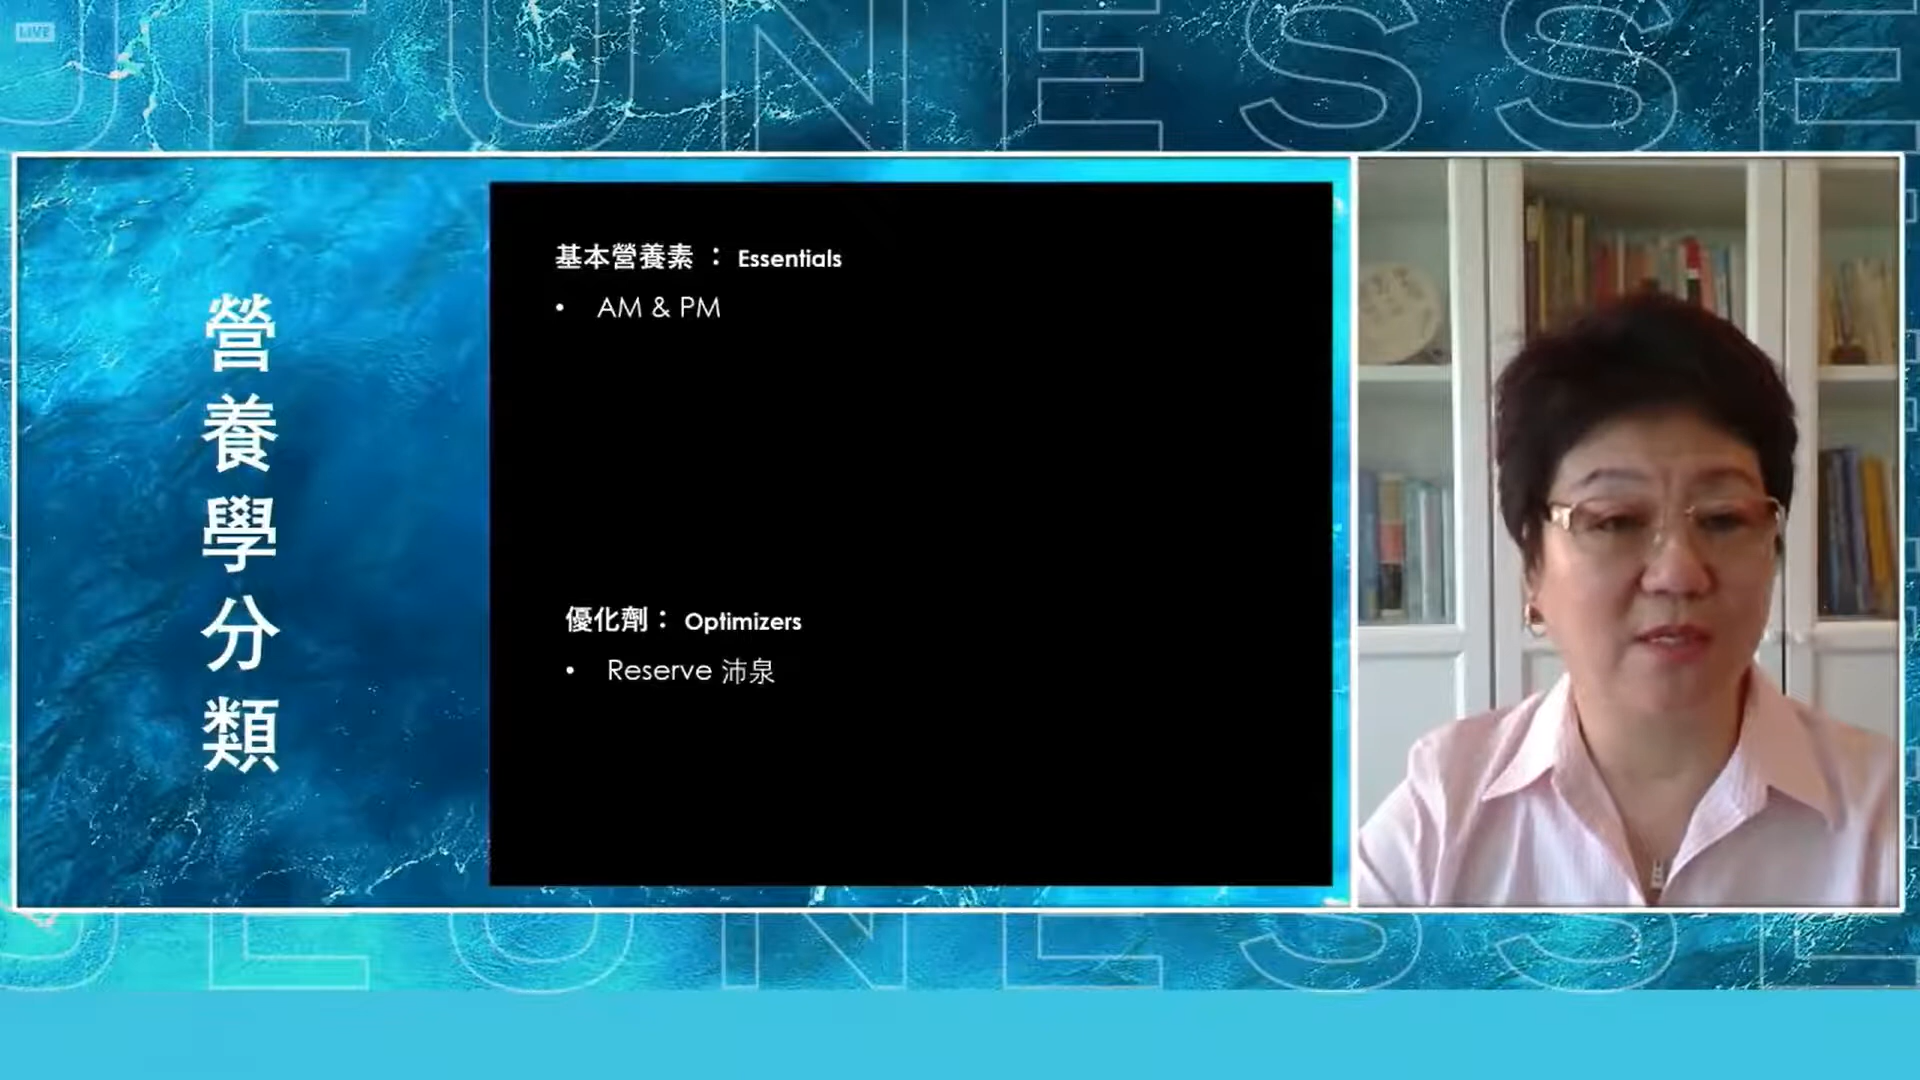 LIVE
JEUNESSE
營養學分類
基本營養素 ： Essentials
• AM & PM
優化劑： Optimizers
• Reserve 沛泉
JEUNESSE